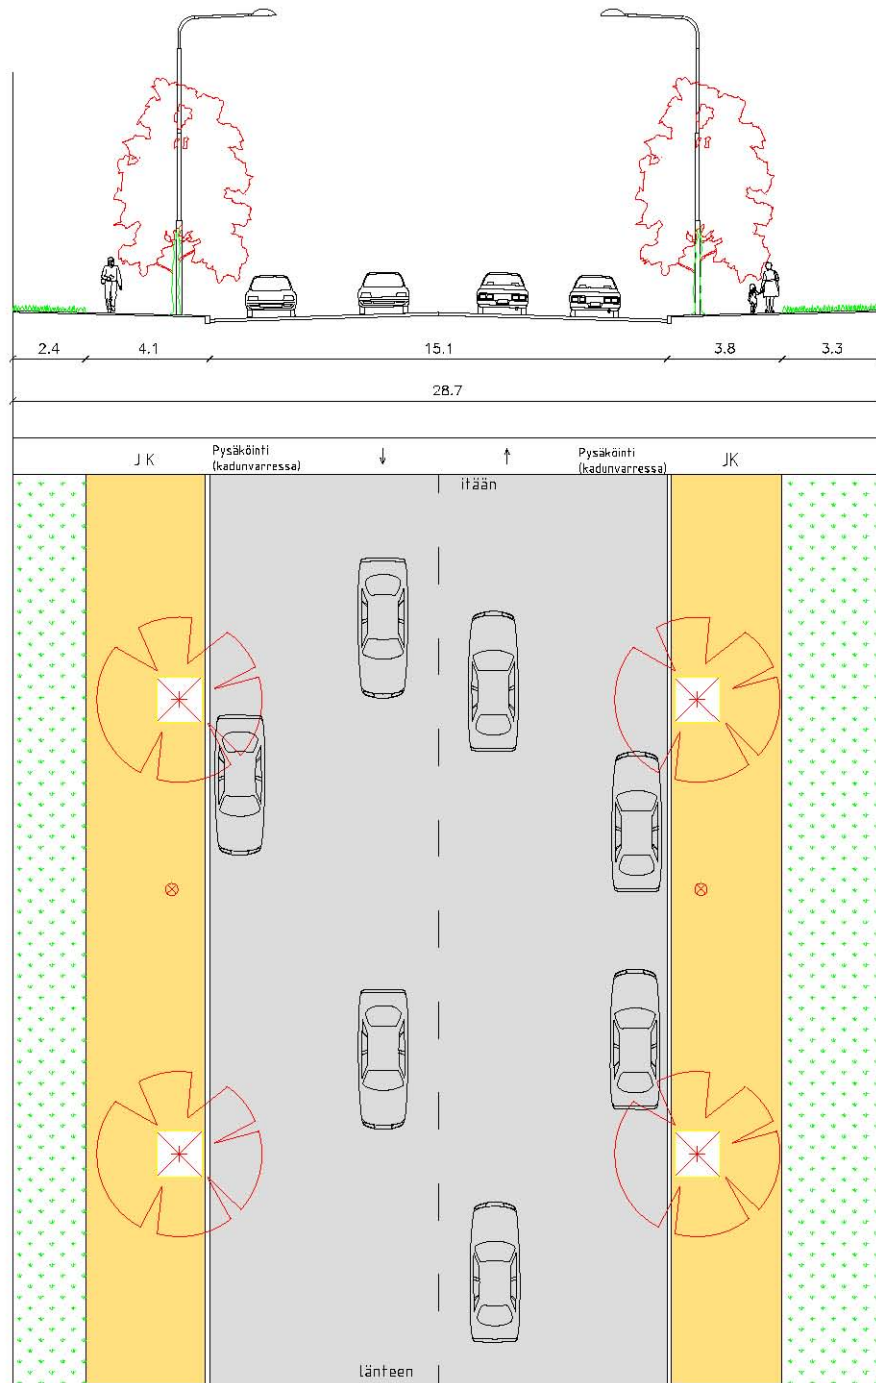 2.4 4.1 15.1 3.8 3.3
28.7
J K Pysäköinti ↓ ↑ Pysäköinti JK
(kadunvarressa) (kadunvarressa)
itään
länteen